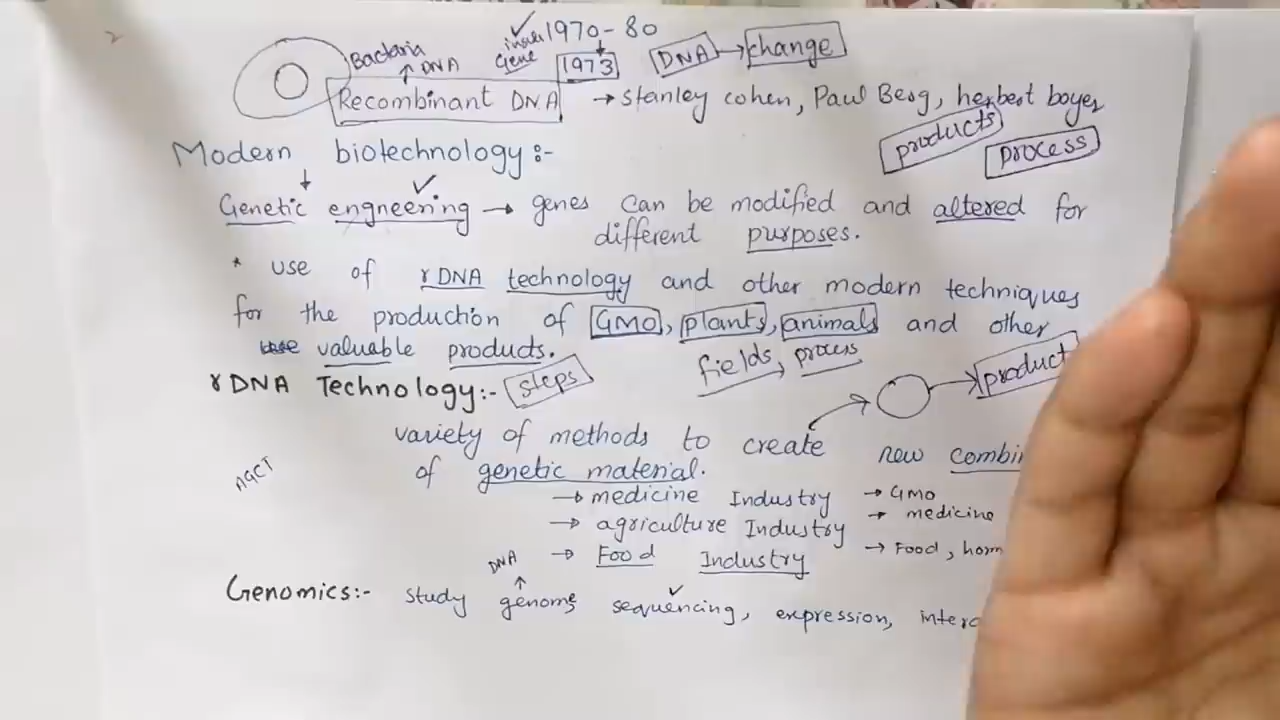 1970-80
Bacteria DNA Gene 1973 DNA → change
Recombinant DNA → Stanley cohen, Paul Berg, herbert boyer
products
process
Modern biotechnology:-
Genetic engneering → genes can be modified and altered for
different purposes.
* use of rDNA technology and other modern techniques
for the production of GMO, plants, animals and other
valuable products.
fields, process
rDNA Technology:- steps
product
variety of methods to create new combin
of genetic material.
AGCT
→ medicine Industry → GMO
→ agriculture Industry → medicine
→ Food Industry → Food, horm
DNA
Genomics:- study genome sequencing, expression, interc